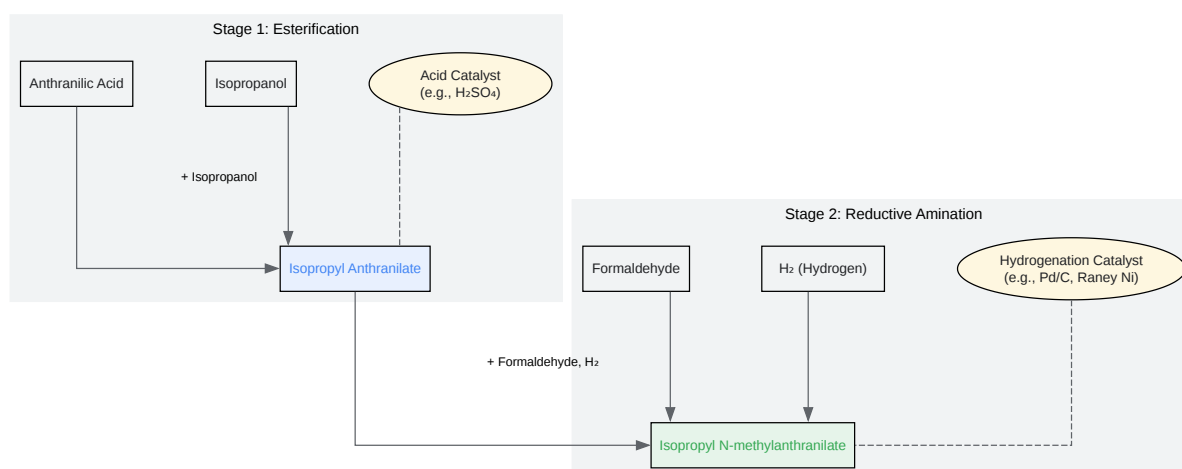 Stage 1: Esterification
Anthranilic Acid
Isopropanol
Acid Catalyst
(e.g., H₂SO₄)
+ Isopropanol
Isopropyl Anthranilate
Stage 2: Reductive Amination
Formaldehyde
H₂ (Hydrogen)
Hydrogenation Catalyst
(e.g., Pd/C, Raney Ni)
+ Formaldehyde, H₂
Isopropyl N-methylanthranilate